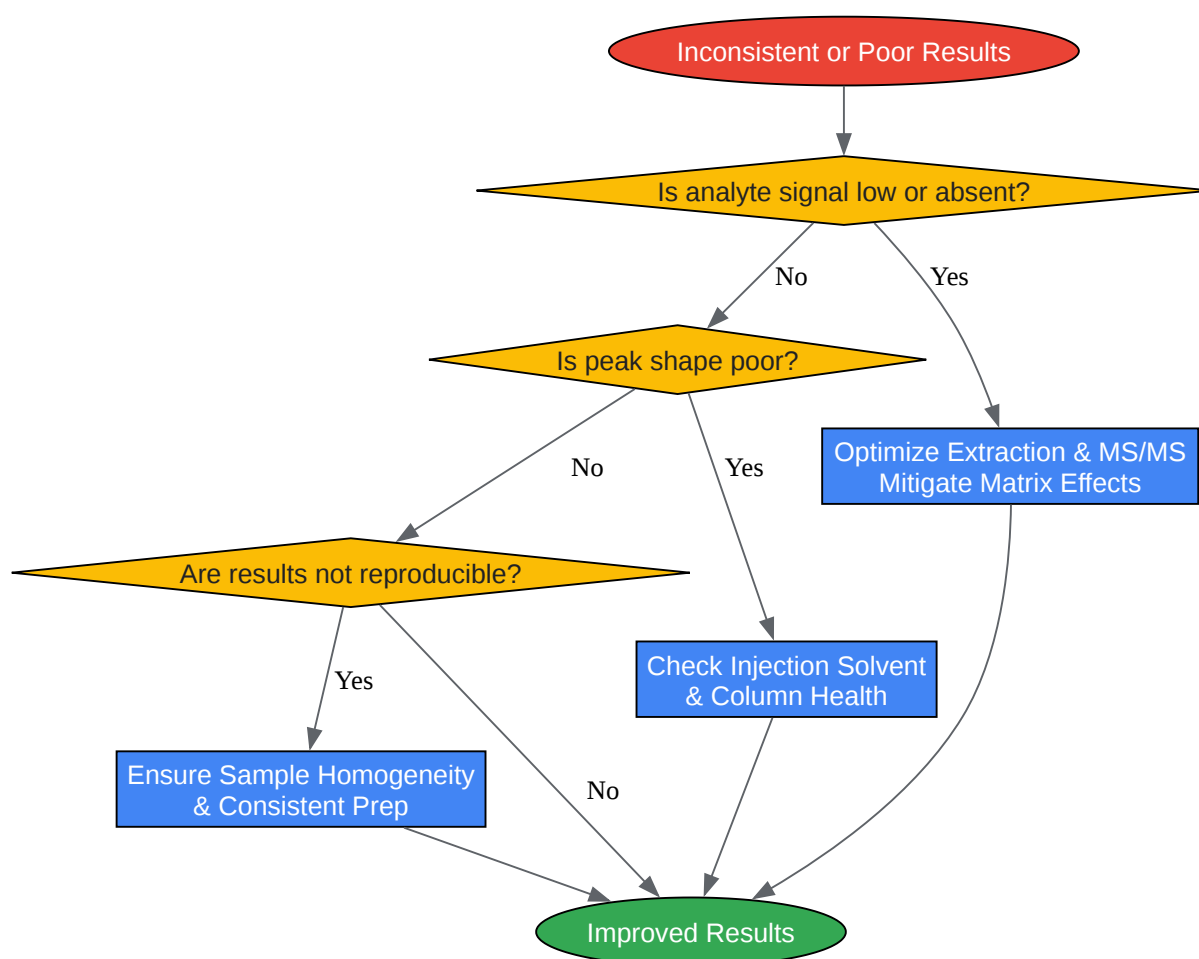 Inconsistent or Poor Results
Is analyte signal low or absent?
No
Yes
Is peak shape poor?
Optimize Extraction & MS/MS
Mitigate Matrix Effects
No
Yes
Are results not reproducible?
Check Injection Solvent
& Column Health
Yes
Ensure Sample Homogeneity
& Consistent Prep
No
Improved Results